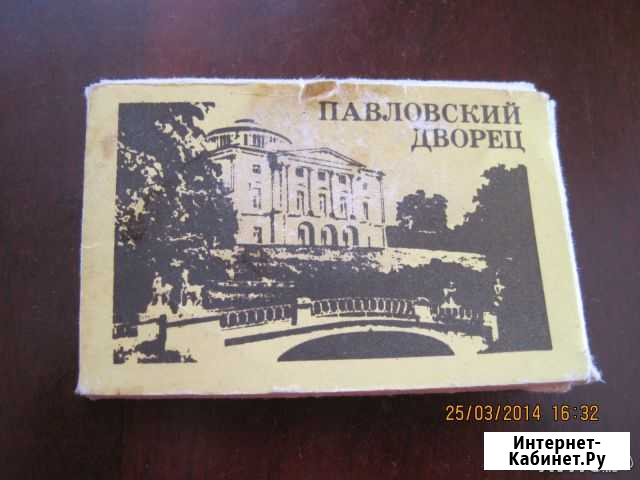 ПАВЛОВСКИЙ
ДВОРЕЦ
25/03/2014 16:32
Интернет-
Кабинет.Ру